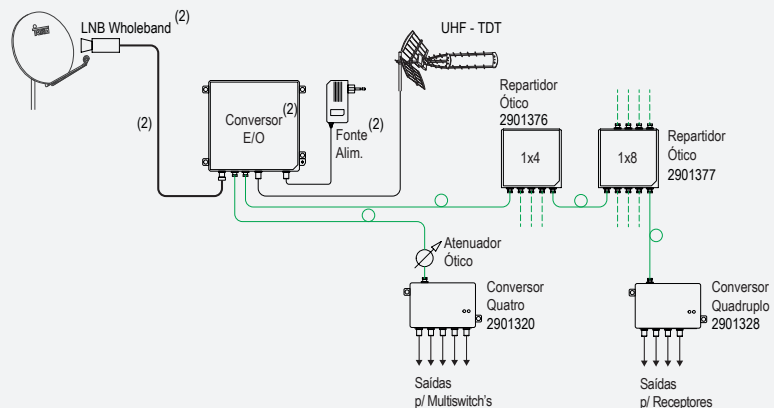 LNB Wholeband (2)
UHF - TDT
(2)
Conversor (2)
E/O
Fonte (2)
Alim.
Repartidor
Ótico
2901376
1x4
1x8
Repartidor
Ótico
2901377
Atenuador
Ótico
Conversor
Quatro
2901320
Conversor
Quadruplo
2901328
Saídas
p/ Multiswitch's
Saídas
p/ Receptores